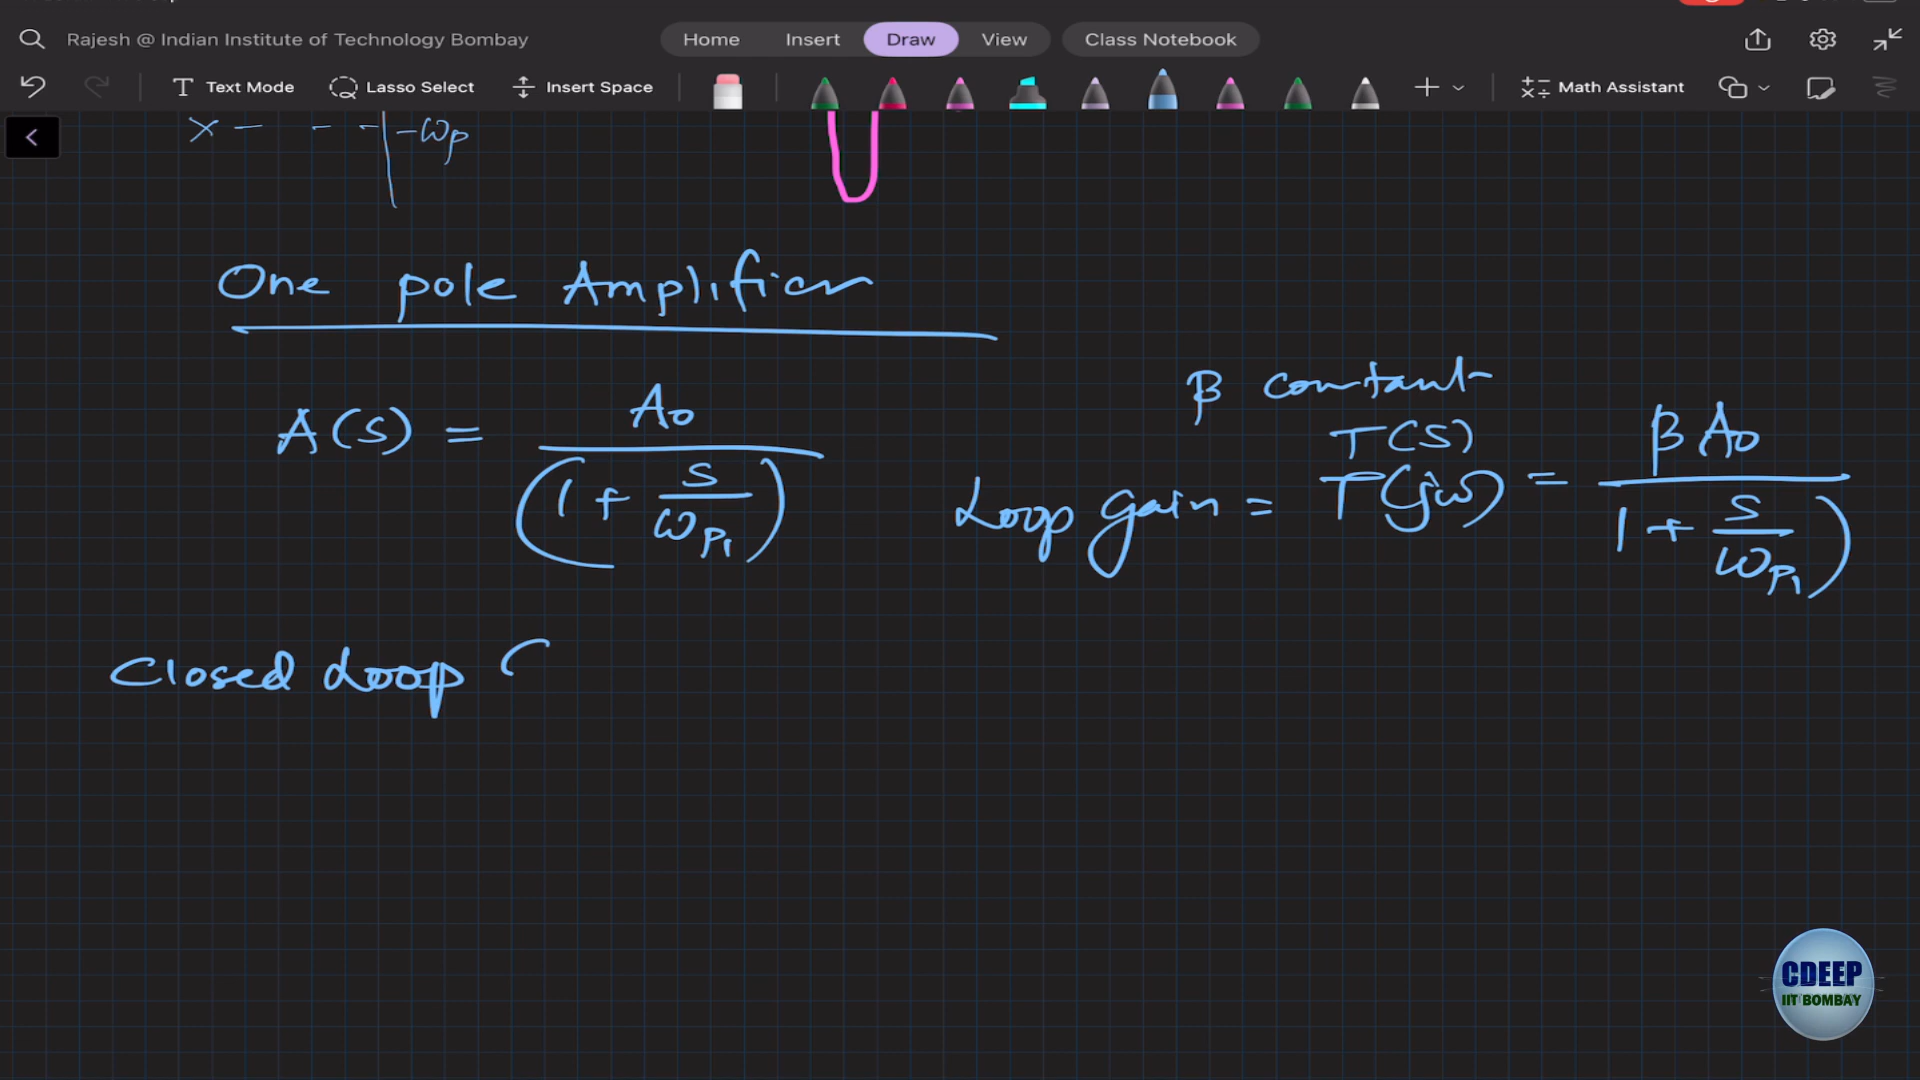 Rajesh @ Indian Institute of Technology Bombay
Home Insert Draw View Class Notebook
Text Mode Lasso Select Insert Space Math Assistant
x - - - -ωp
One pole Amplifier
β constant
A(s) = A0 / (1 + s/ωp1)
T(s)
Loop gain = T(jω) = βA0 / 1 + s/ωp1)
Closed Loop (
CDEEP
IIT BOMBAY